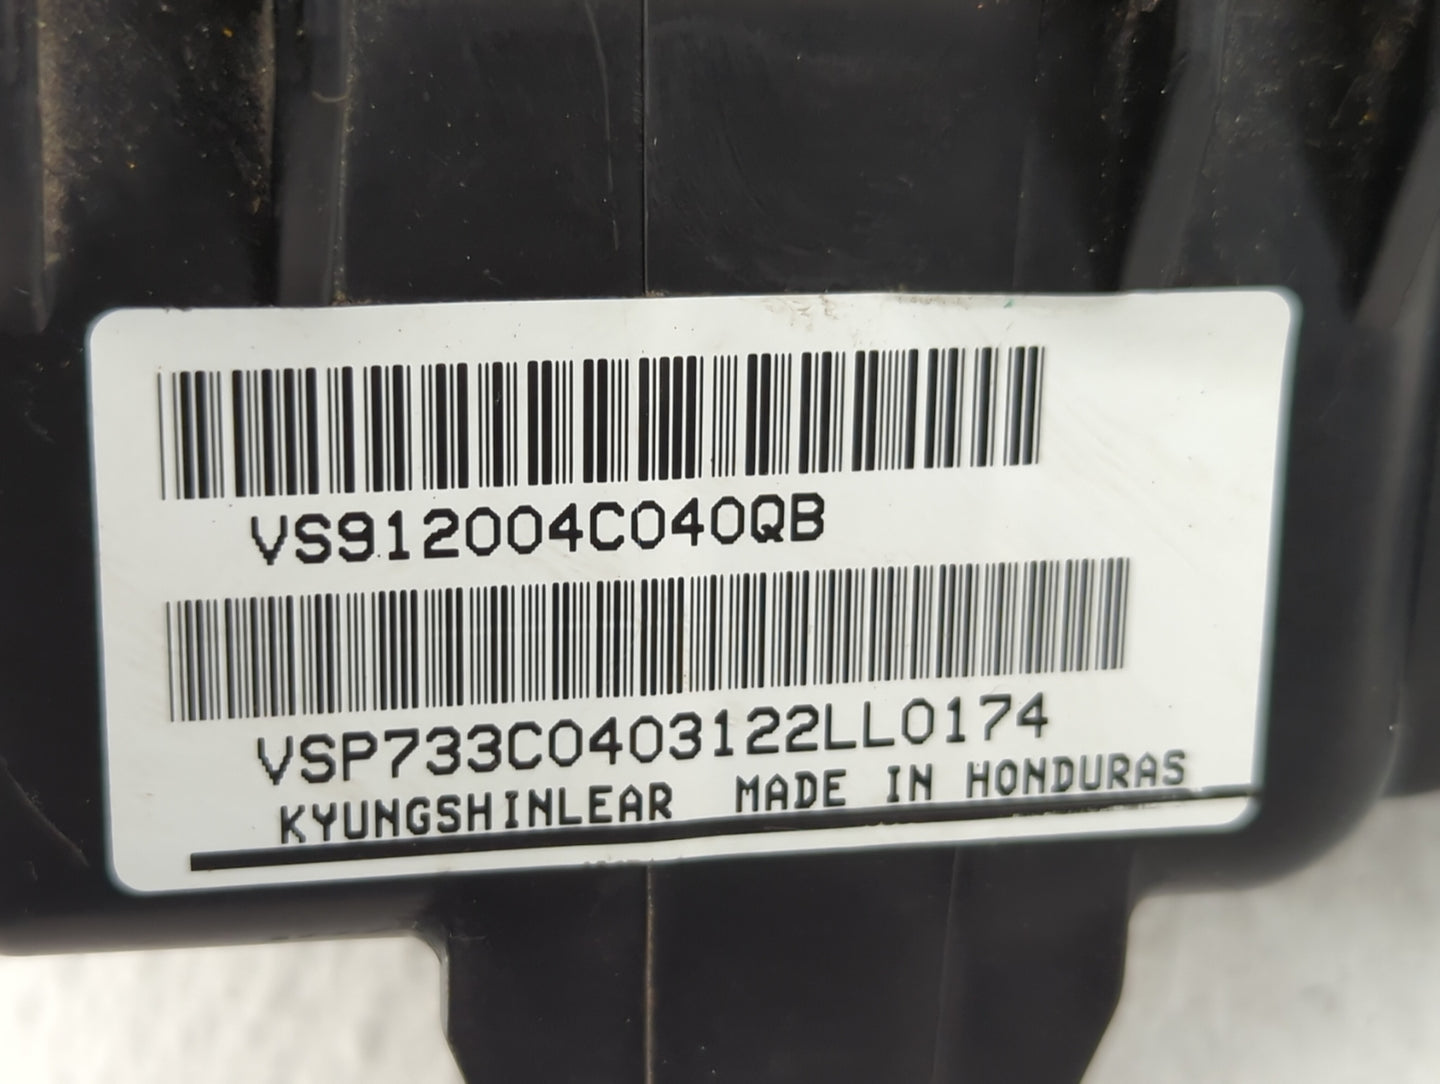 VS912004C040QB
VSP733C0403122LL0174
KYUNGSHINLEAR MADE IN HONDURAS